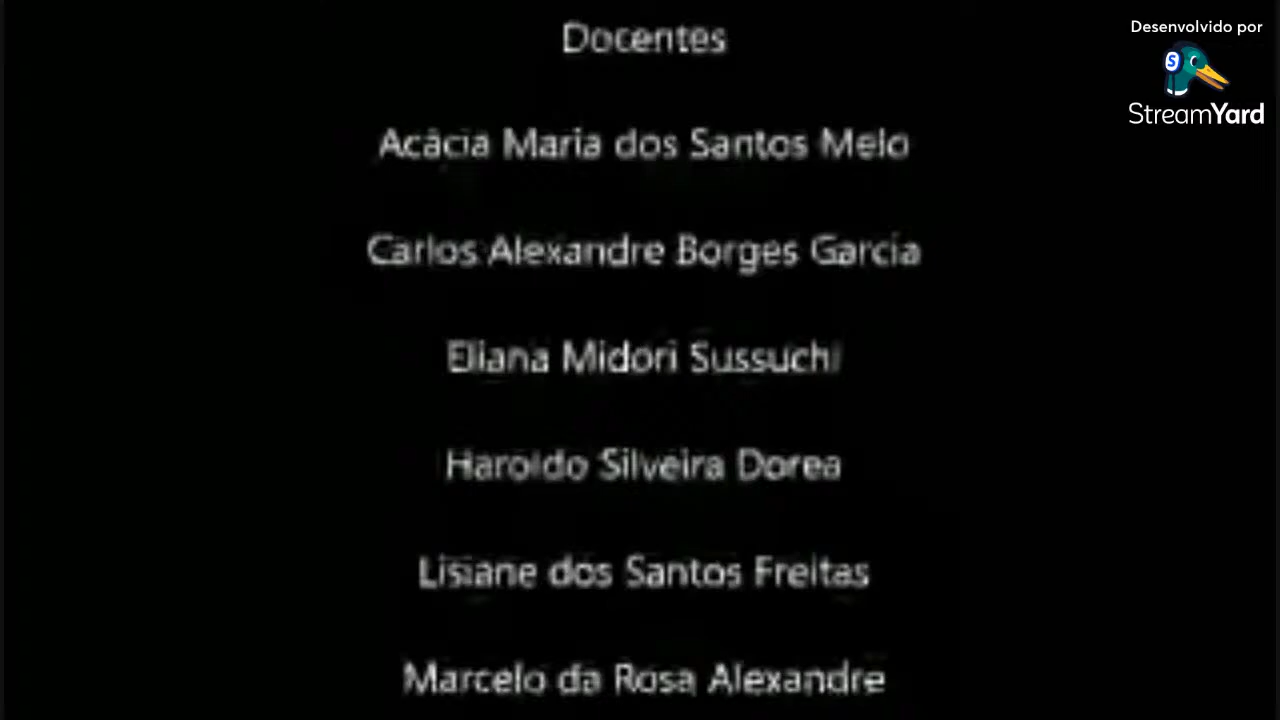 Docentes
Desenvolvido por
StreamYard
Acácia Maria dos Santos Melo
Carlos Alexandre Borges Garcia
Eliana Midori Sussuchi
Haroldo Silveira Dorea
Lisiane dos Santos Freitas
Marcelo da Rosa Alexandre